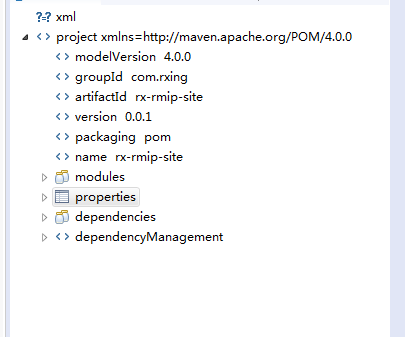 xml
project xmlns=http://maven.apache.org/POM/4.0.0
modelVersion 4.0.0
groupId com.rxing
artifactId rx-rmip-site
version 0.0.1
packaging pom
name rx-rmip-site
modules
properties
dependencies
dependencyManagement